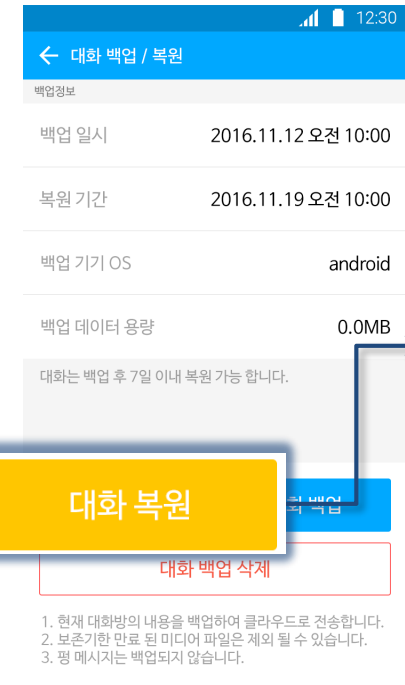 12:30
← 대화 백업 / 복원
백업정보
백업 일시 2016.11.12 오전 10:00
복원 기간 2016.11.19 오전 10:00
백업 기기 OS android
백업 데이터 용량 0.0MB
대화는 백업 후 7일 이내 복원 가능 합니다.
대화 복원 백업
대화 백업 삭제
1. 현재 대화방의 내용을 백업하여 클라우드로 전송합니다.
2. 보존기한 만료 된 미디어 파일은 제외 될 수 있습니다.
3. 펑 메시지는 백업되지 않습니다.